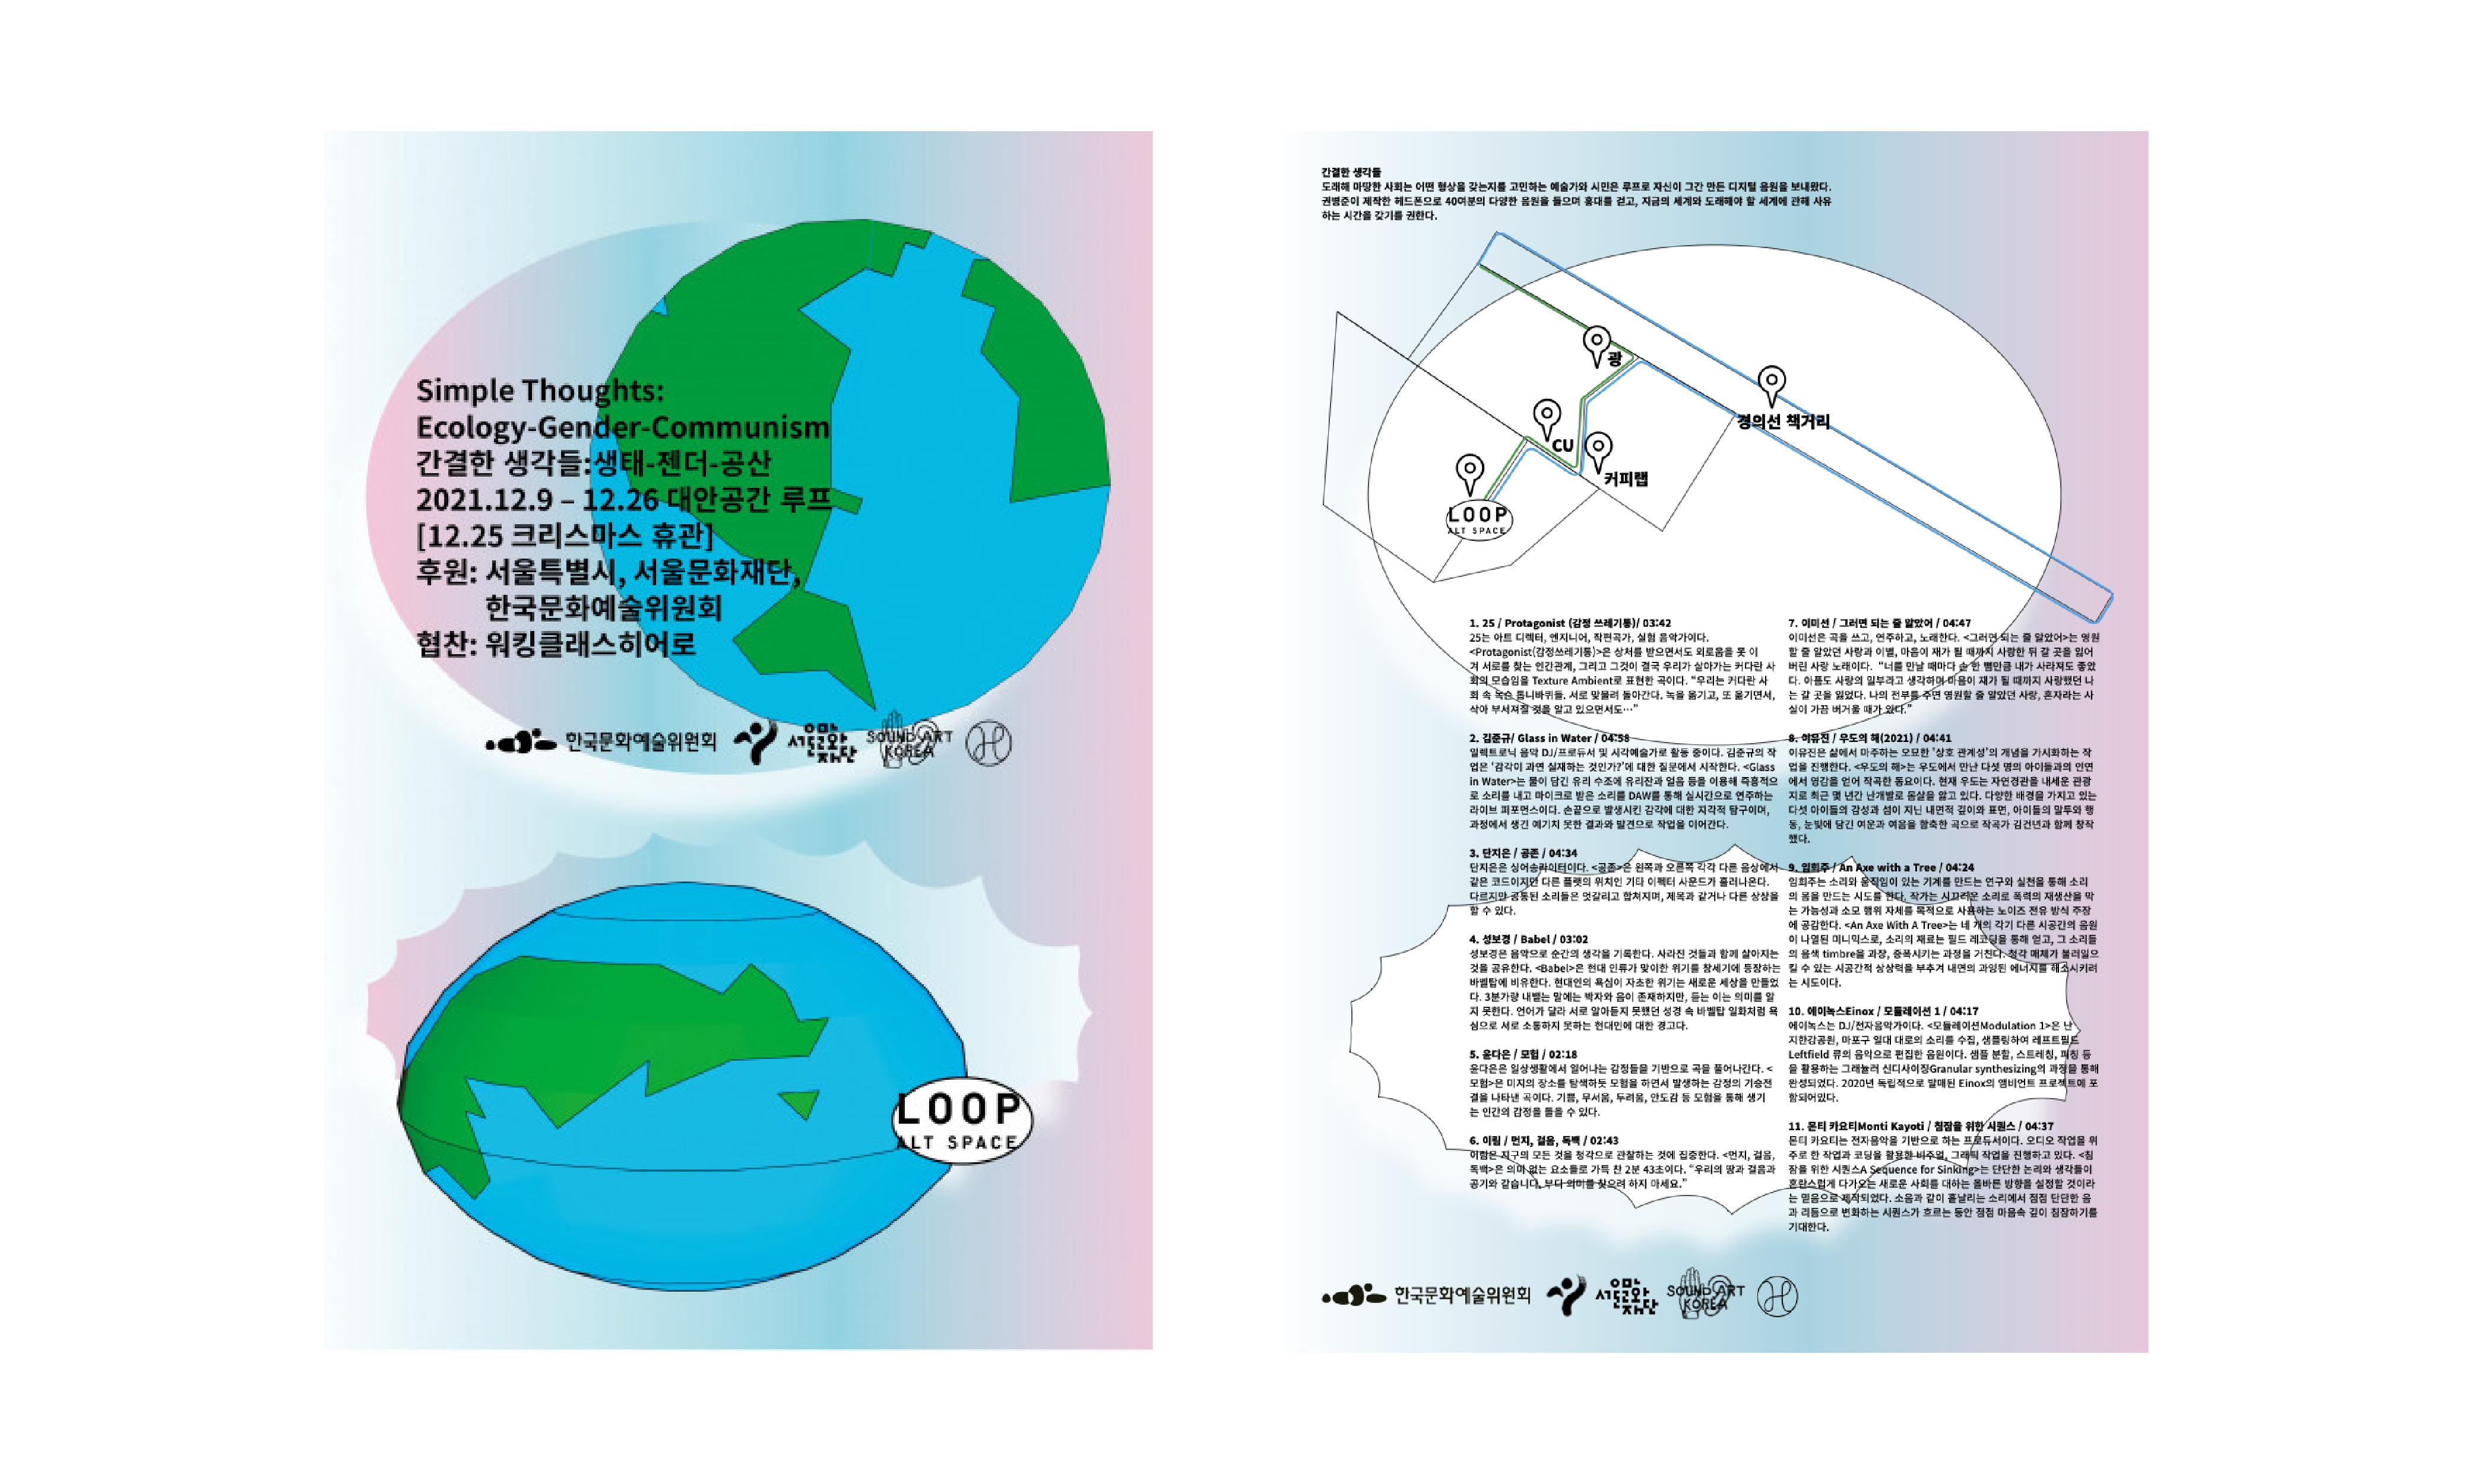 Simple Thoughts:
Ecology-Gender-Communism
간결한 생각들:생태-젠더-공산
2021.12.9 – 12.26 대안공간 루프
[12.25 크리스마스 휴관]
후원: 서울특별시, 서울문화재단,
한국문화예술위원회
협찬: 워킹클래스히어로
한국문화예술위원회
서울문화재단
SOUND ART
KOREA
LOOP
ALT SPACE
간결한 생각들
도래해 마땅한 사회는 어떤 형상을 갖는지를 고민하는 예술가와 시민은 루프로 자신이 그간 만든 디지털 음원을 보내왔다.
권병준이 제작한 헤드폰으로 40여분의 다양한 음원을 들으며 홍대를 걷고, 지금의 세계와 도래해야 할 세계에 관해 사유
하는 시간을 갖기를 권한다.
광
경의선 책거리
CU
커피랩
LOOP
ALT SPACE
1. 25 / Protagonist (감정 쓰레기통)/ 03:42
25는 아트 디렉터, 엔지니어, 작편곡가, 실험 음악가이다.
<Protagonist(감정쓰레기통)>은 상처를 받으면서도 외로움을 못 이
겨 서로를 찾는 인간관계, 그리고 그것이 결국 우리가 살아가는 커다란 사
회의 모습임을 Texture Ambient로 표현한 곡이다. “우리는 커다란 사
회 속 녹슨 톱니바퀴들. 서로 맞물려 돌아간다. 녹을 옮기고, 또 옮기면서,
삭아 부서져질 것을 알고 있으면서도…”
2. 김준규/ Glass in Water / 04:58
일렉트로닉 음악 DJ/프로듀서 및 시각예술가로 활동 중이다. 김준규의 작
업은 ‘감각이 과연 실재하는 것인가?’에 대한 질문에서 시작한다. <Glass
in Water>는 물이 담긴 유리 수조에 유리잔과 얼음 등을 이용해 즉흥적으
로 소리를 내고 마이크로 받은 소리를 DAW를 통해 실시간으로 연주하는
라이브 퍼포먼스이다. 손끝으로 발생시킨 감각에 대한 지각적 탐구이며,
과정에서 생긴 예기치 못한 결과와 발견으로 작업을 이어간다.
3. 단지은 / 공존 / 04:34
단지은은 싱어송라이터이다. <공존>은 왼쪽과 오른쪽 각각 다른 음상에서
같은 코드이지만 다른 플랫의 위치인 기타 이펙터 사운드가 흘러나온다.
다르지만 공통된 소리들은 엇갈리고 합쳐지며, 제목과 같거나 다른 상상을
할 수 있다.
4. 성보경 / Babel / 03:02
성보경은 음악으로 순간의 생각을 기록한다. 사라진 것들과 함께 살아지는
것을 공유한다. <Babel>은 현대 인류가 맞이한 위기를 창세기에 등장하는
바벨탑에 비유한다. 현대인의 욕심이 자초한 위기는 새로운 세상을 만들었
다. 3분가량 내뱉는 말에는 박자와 음이 존재하지만, 듣는 이는 의미를 알
지 못한다. 언어가 달라 서로 알아듣지 못했던 성경 속 바벨탑 일화처럼 욕
심으로 서로 소통하지 못하는 현대인에 대한 경고다.
5. 윤다은 / 모험 / 02:18
윤다은은 일상생활에서 일어나는 감정들을 기반으로 곡을 풀어나간다. <
모험>은 미지의 장소를 탐색하듯 모험을 하면서 발생하는 감정의 기승전
결을 나타낸 곡이다. 기쁨, 무서움, 두려움, 안도감 등 모험을 통해 생기
는 인간의 감정을 들을 수 있다.
6. 이림 / 먼지, 걸음, 독백 / 02:43
이림은 지구의 모든 것을 청각으로 관찰하는 것에 집중한다. <먼지, 걸음,
독백>은 의미 없는 요소들로 가득 찬 2분 43초이다. “우리의 땅과 걸음과
공기와 같습니다. 부디 의미를 찾으려 하지 마세요.”
7. 이미선 / 그러면 되는 줄 알았어 / 04:47
이미선은 곡을 쓰고, 연주하고, 노래한다. <그러면 되는 줄 알았어>는 영원
할 줄 알았던 사랑과 이별, 마음이 재가 될 때까지 사랑한 뒤 갈 곳을 잃어
버린 사랑 노래이다. “너를 만날 때마다 손 한 뼘만큼 내가 사라져도 좋았
다. 아픔도 사랑의 일부라고 생각하며 마음이 재가 될 때까지 사랑했던 나
는 갈 곳을 잃었다. 나의 전부를 주면 영원할 줄 알았던 사랑, 혼자라는 사
실이 가끔 버거울 때가 있다.”
8. 이유진 / 우도의 해(2021) / 04:41
이유진은 삶에서 마주하는 오묘한 '상호 관계성'의 개념을 가시화하는 작
업을 진행한다. <우도의 해>는 우도에서 만난 다섯 명의 아이들과의 인연
에서 영감을 얻어 작곡한 동요이다. 현재 우도는 자연경관을 내세운 관광
지로 최근 몇 년간 난개발로 몸살을 앓고 있다. 다양한 배경을 가지고 있는
다섯 아이들의 감성과 섬이 지닌 내면적 깊이와 표면, 아이들의 말투와 행
동, 눈빛에 담긴 여운과 여음을 함축한 곡으로 작곡가 김건년과 함께 창작
했다.
9. 임희주 / An Axe with a Tree / 04:24
임희주는 소리와 움직임이 있는 기계를 만드는 연구와 실천을 통해 소리
의 몸을 만드는 시도를 한다. 작가는 시끄러운 소리로 폭력의 재생산을 막
는 가능성과 소모 행위 자체를 목적으로 사용하는 노이즈 전유 방식 주장
에 공감한다. <An Axe With A Tree>는 네 개의 각기 다른 시공간의 음원
이 나열된 미니믹스로, 소리의 재료는 필드 레코딩을 통해 얻고, 그 소리들
의 음색 timbre을 과장, 증폭시키는 과정을 거친다. 청각 매체가 불러일으
킬 수 있는 시공간적 상상력을 부추겨 내면의 과잉된 에너지를 해소시키려
는 시도이다.
10. 에이녹스Einox / 모듈레이션 1 / 04:17
에이녹스는 DJ/전자음악가이다. <모듈레이션Modulation 1>은 난
지한강공원, 마포구 일대 대로의 소리를 수집, 샘플링하여 레프트필드
Leftfield 류의 음악으로 편집한 음원이다. 샘플 분할, 스트레칭, 피칭 등
을 활용하는 그래뉼러 신디사이징Granular synthesizing의 과정을 통해
완성되었다. 2020년 독립적으로 발매된 Einox의 앰비언트 프로젝트에 포
함되어있다.
11. 몬티 카요티Monti Kayoti / 침잠을 위한 시퀀스 / 04:37
몬티 카요티는 전자음악을 기반으로 하는 프로듀서이다. 오디오 작업을 위
주로 한 작업과 코딩을 활용한 비주얼, 그래픽 작업을 진행하고 있다. <침
잠을 위한 시퀀스A Sequence for Sinking>는 단단한 논리와 생각들이
혼란스럽게 다가오는 새로운 사회를 대하는 올바른 방향을 설정할 것이라
는 믿음으로 제작되었다. 소음과 같이 흩날리는 소리에서 점점 단단한 음
과 리듬으로 변화하는 시퀀스가 흐르는 동안 점점 마음속 깊이 침잠하기를
기대한다.
한국문화예술위원회
서울문화재단
SOUND ART
KOREA